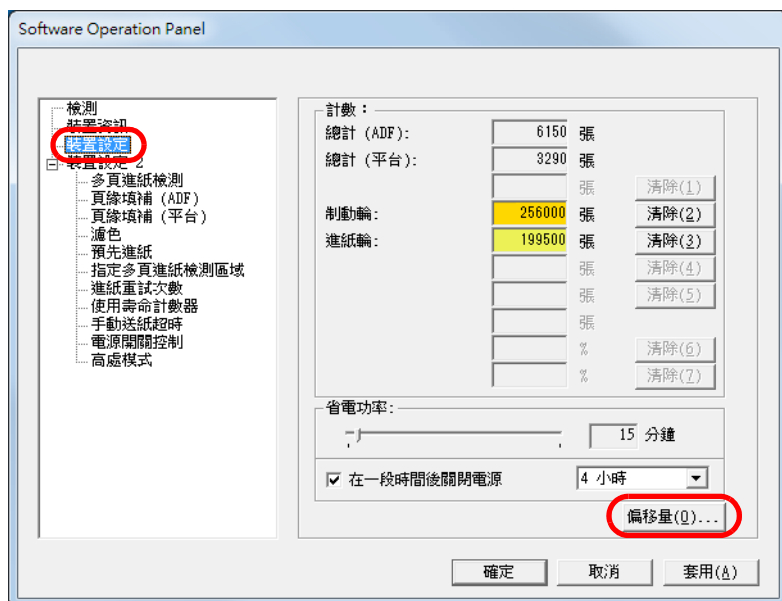 Software Operation Panel
檢測
裝置資訊
裝置設定
裝置設定 2
多頁進紙檢測
頁緣填補 (ADF)
頁緣填補 (平台)
濾色
預先進紙
指定多頁進紙檢測區域
進紙重試次數
使用壽命計數器
手動送紙超時
電源開關控制
高處模式
計數：
總計 (ADF): 6150 張
總計 (平台): 3290 張
張 清除(1)
制動輪: 256000 張 清除(2)
進紙輪: 199500 張 清除(3)
張 清除(4)
張 清除(5)
張
% 清除(6)
% 清除(7)
省電功率:
15 分鐘
在一段時間後關閉電源 4 小時
偏移量(O)...
確定 取消 套用(A)